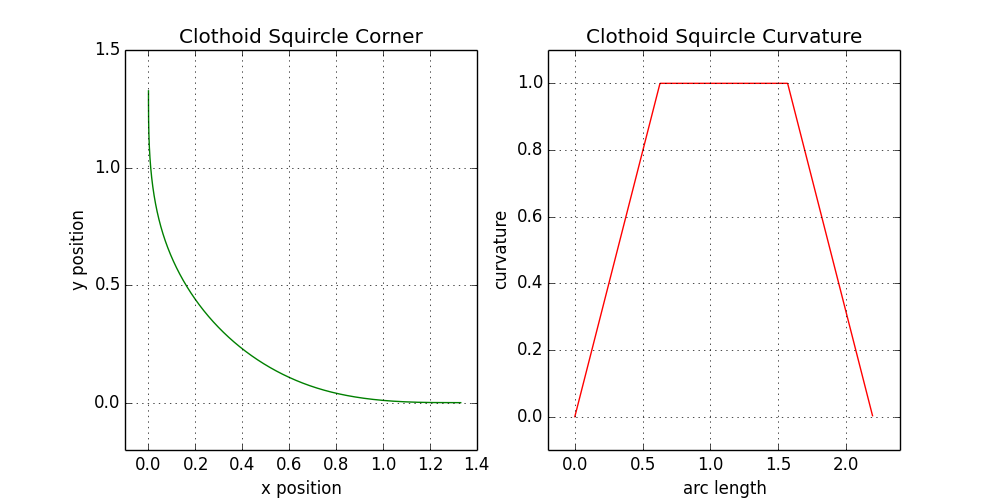 Clothoid Squircle Corner
1.5
1.0
0.5
0.0
y position
0.0 0.2 0.4 0.6 0.8 1.0 1.2 1.4
x position
Clothoid Squircle Curvature
1.0
0.8
0.6
0.4
0.2
0.0
curvature
0.0 0.5 1.0 1.5 2.0
arc length